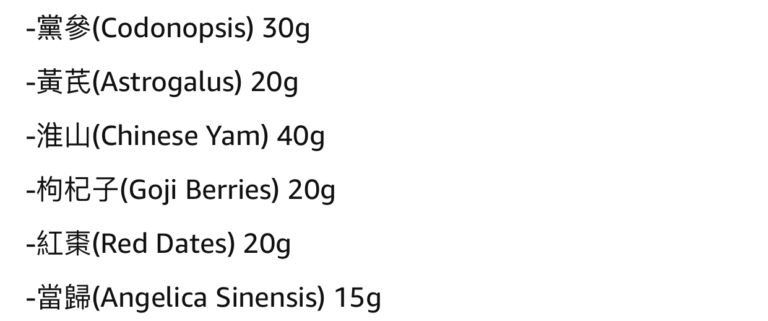 -黨參(Codonopsis) 30g
-黃芪(Astrogalus) 20g
-淮山(Chinese Yam) 40g
-枸杞子(Goji Berries) 20g
-紅棗(Red Dates) 20g
-當歸(Angelica Sinensis) 15g